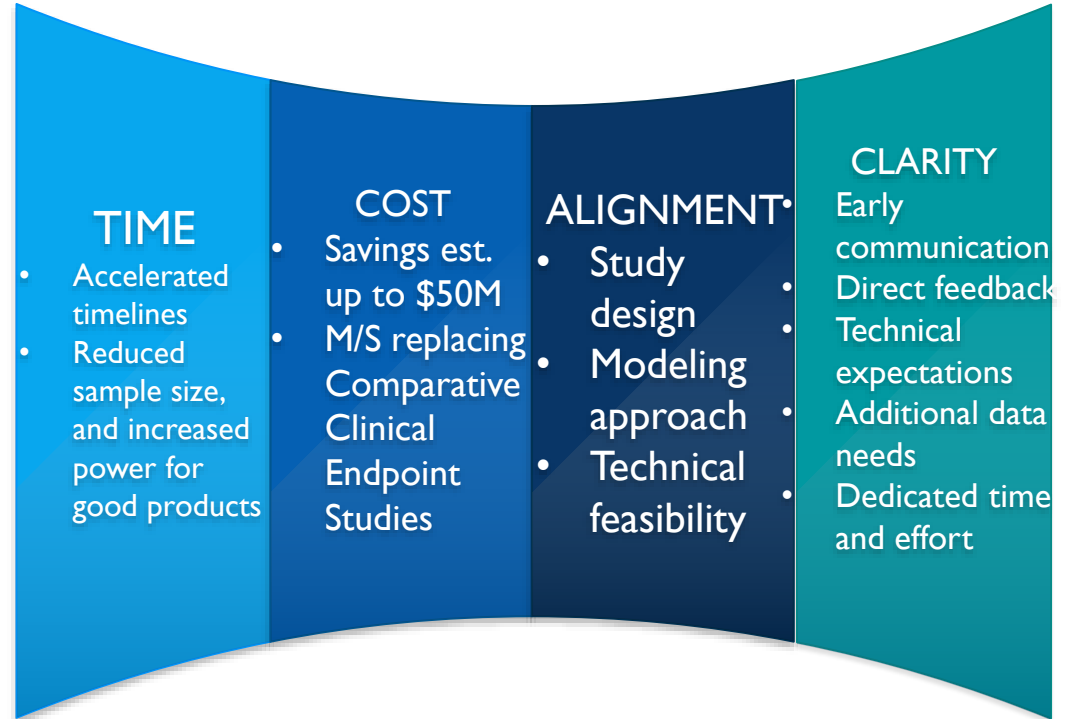 TIME
• Accelerated
timelines
• Reduced
sample size,
and increased
power for
good products
COST
• Savings est.
up to $50M
• M/S replacing
Comparative
Clinical
Endpoint
Studies
ALIGNMENT
• Study
design
• Modeling
approach
• Technical
feasibility
CLARITY
• Early
communication
• Direct feedback
• Technical
expectations
• Additional data
needs
• Dedicated time
and effort